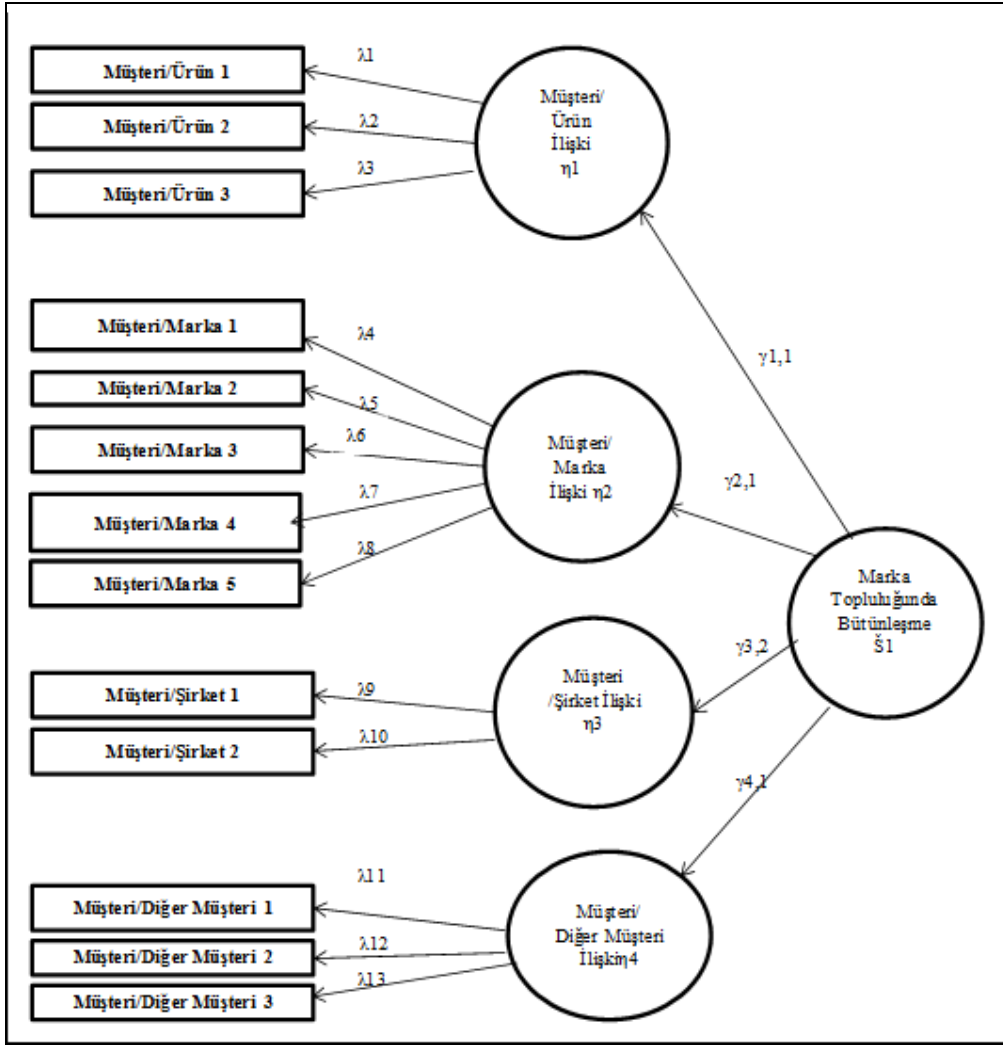 Müşteri/Ürün 1
Müşteri/Ürün 2
Müşteri/Ürün 3
λ1
λ2
λ3
Müşteri/
Ürün
İlişki
η1
Müşteri/Marka 1
Müşteri/Marka 2
Müşteri/Marka 3
Müşteri/Marka 4
Müşteri/Marka 5
λ4
λ5
λ6
λ7
λ8
Müşteri/
Marka
İlişki η2
γ1,1
γ2,1
γ3,2
γ4,1
Marka
Topluluğunda
Bütünleşme
Š1
Müşteri/Şirket 1
Müşteri/Şirket 2
λ9
λ10
Müşteri
/Şirket İlişki
η3
Müşteri/Diğer Müşteri 1
Müşteri/Diğer Müşteri 2
Müşteri/Diğer Müşteri 3
λ11
λ12
λ13
Müşteri/
Diğer Müşteri
İlişkiη4